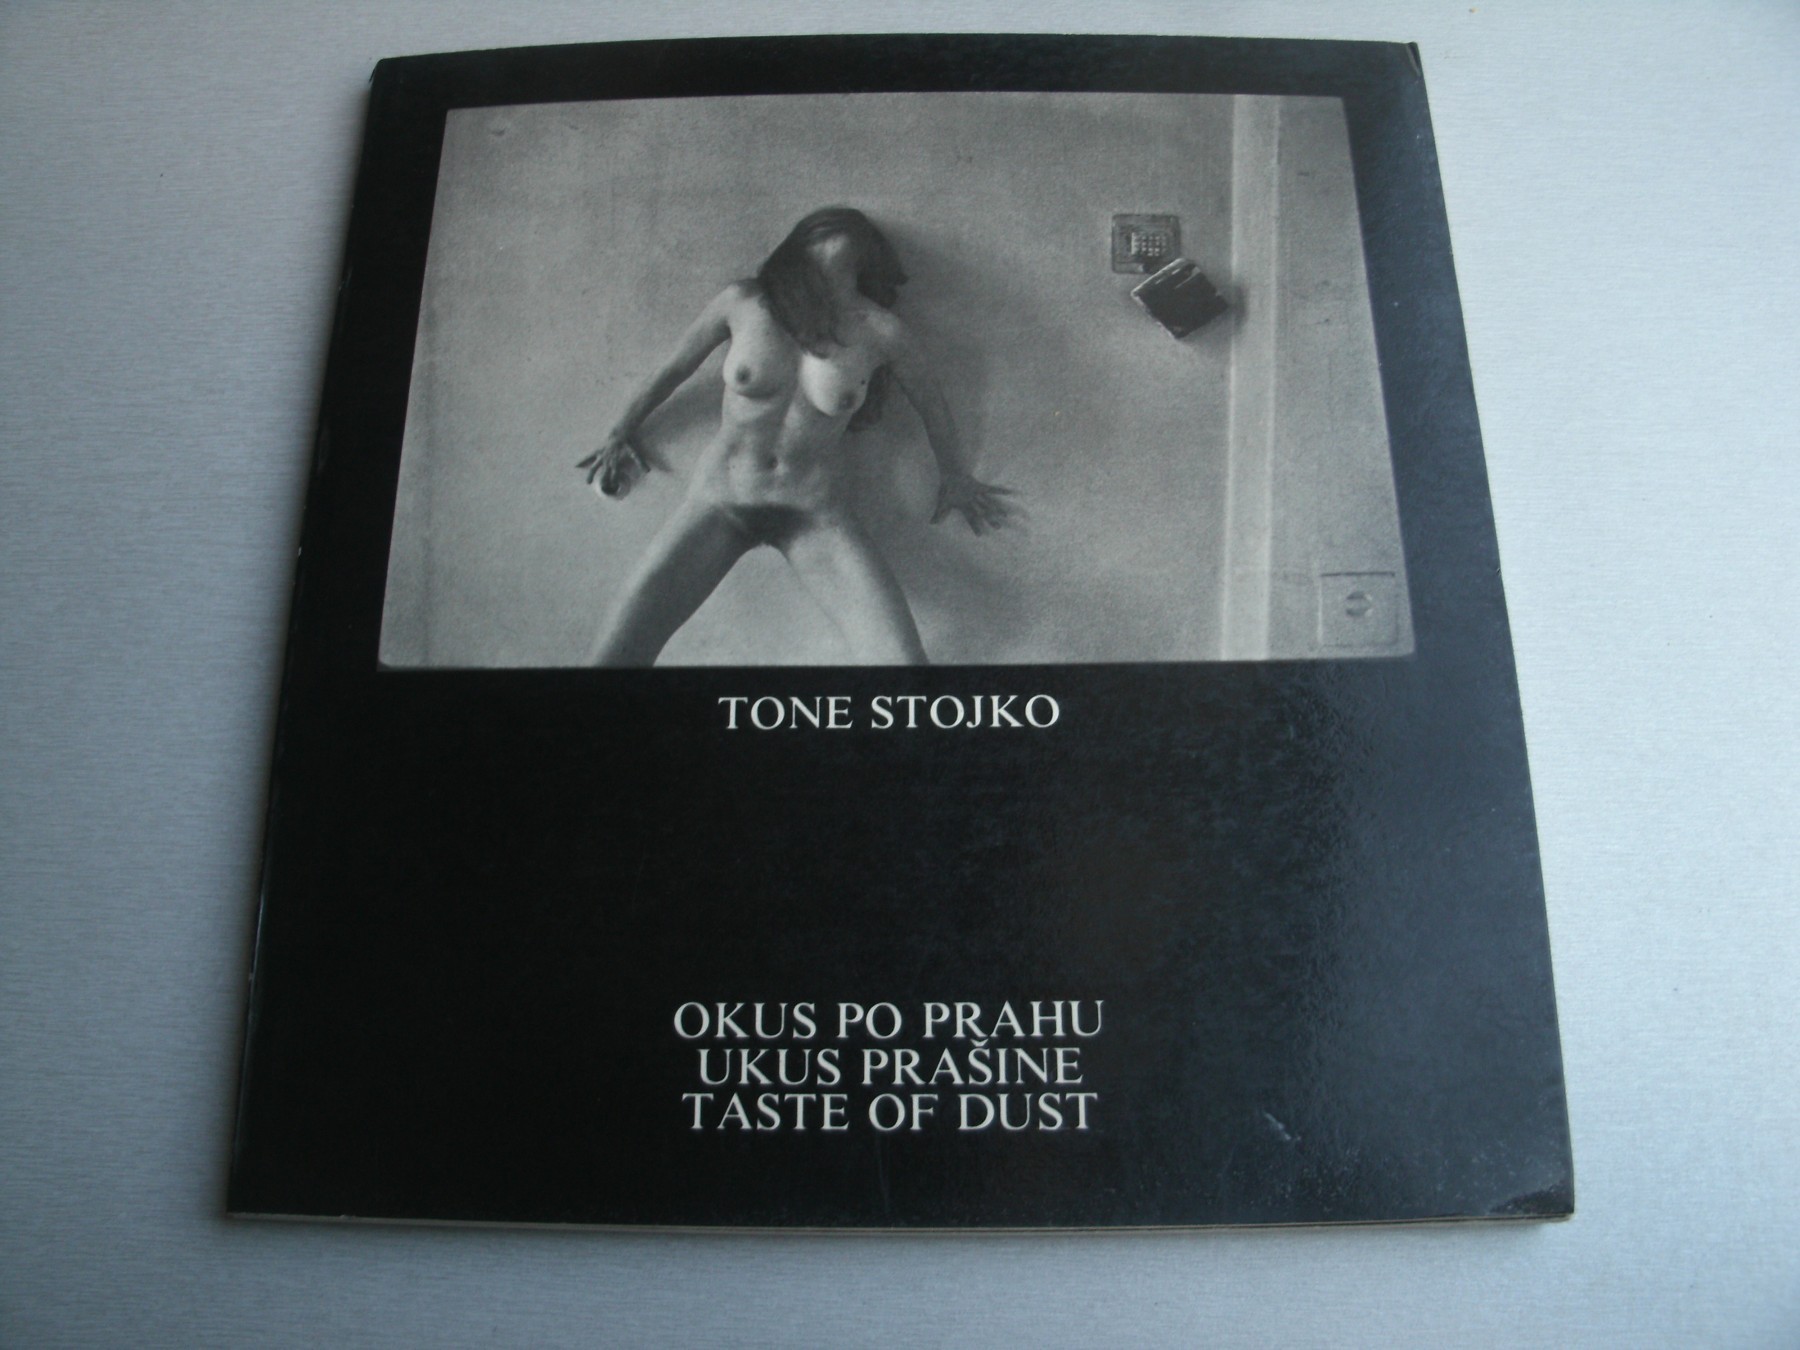 TONE STOJKO
OKUS PO PRAHU
UKUS PRAŠINE
TASTE OF DUST